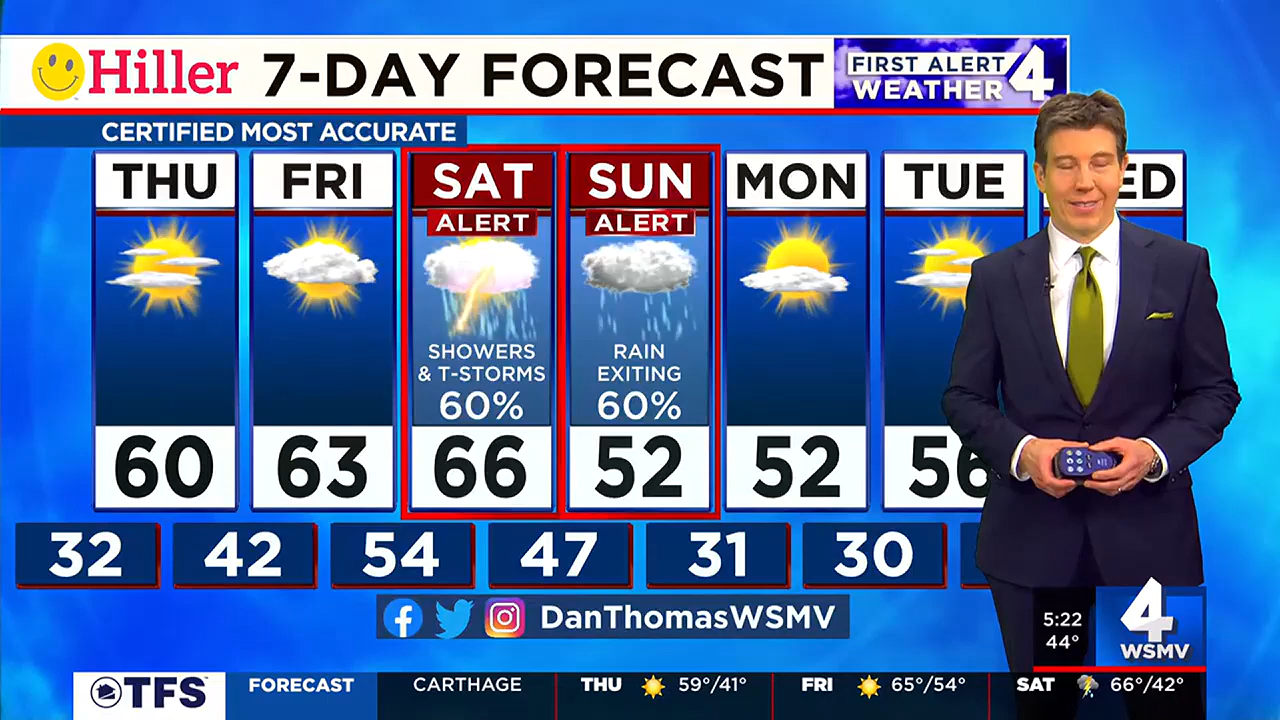 Hiller 7-DAY FORECAST FIRST ALERT WEATHER 4
CERTIFIED MOST ACCURATE
THU FRI SAT SUN MON TUE ED
ALERT ALERT
SHOWERS & T-STORMS
RAIN EXITING
60% 60%
60 63 66 52 52 56
32 42 54 47 31 30
DanThomasWSMV
5:22
44°
4
WSMV
TFS FORECAST CARTHAGE THU 59°/41° FRI 65°/54° SAT 66°/42°